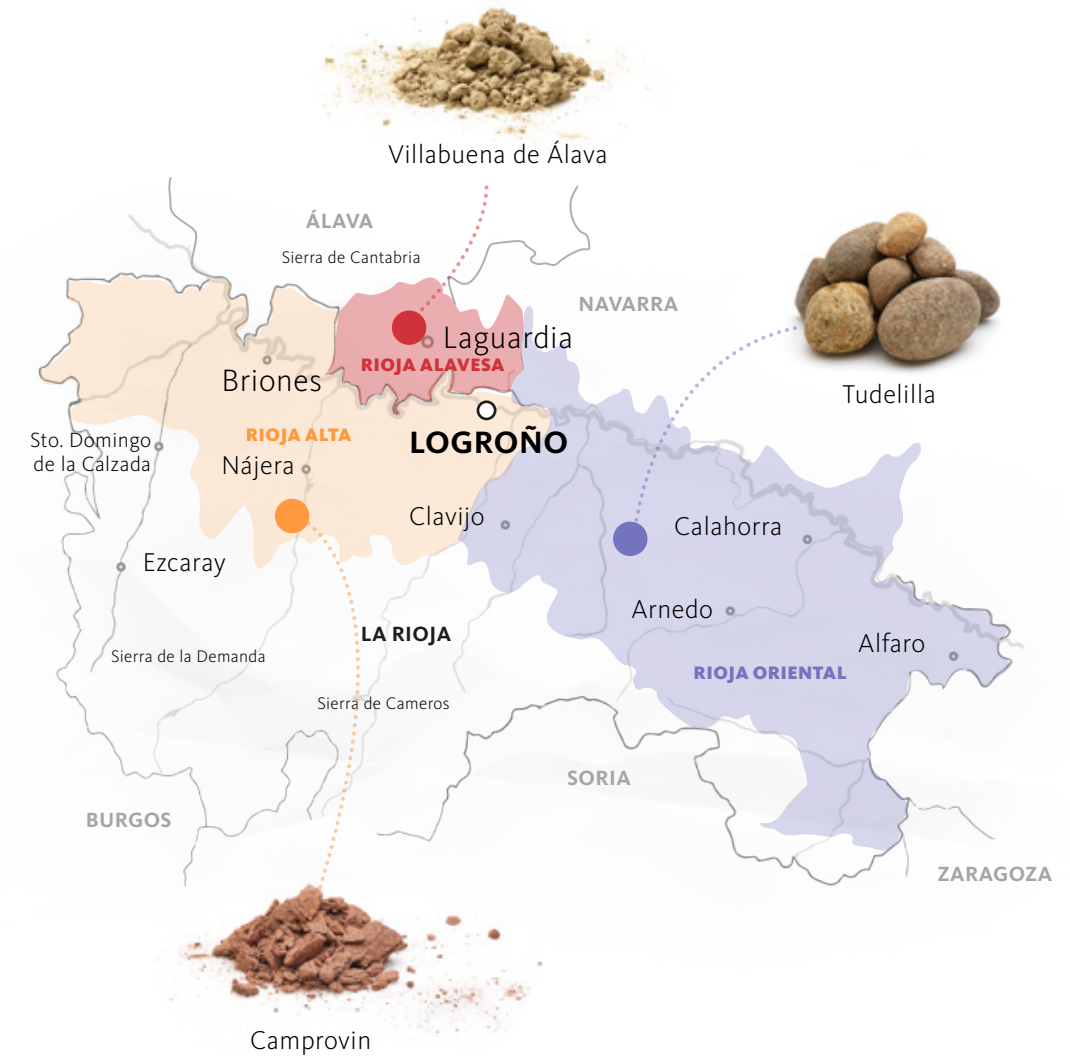 Villabuena de Álava
ÁLAVA
Sierra de Cantabria
NAVARRA
Laguardia
RIOJA ALAVESA
Briones
Tudelilla
LOGROÑO
RIOJA ALTA
Sto. Domingo
de la Calzada
Nájera
Clavijo
Calahorra
Ezcaray
Arnedo
LA RIOJA
Alfaro
Sierra de la Demanda
RIOJA ORIENTAL
Sierra de Cameros
SORIA
BURGOS
ZARAGOZA
Camprovin